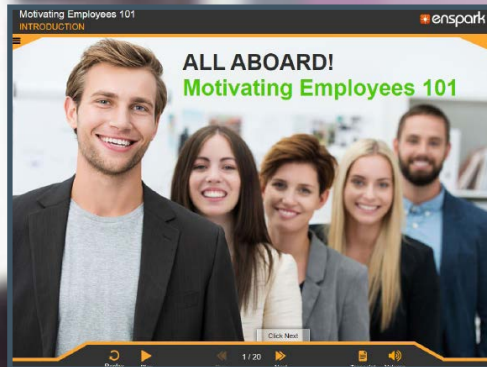 Motivating Employees 101
INTRODUCTION
enspark
ALL ABOARD!
Motivating Employees 101
Click Next
1 / 20